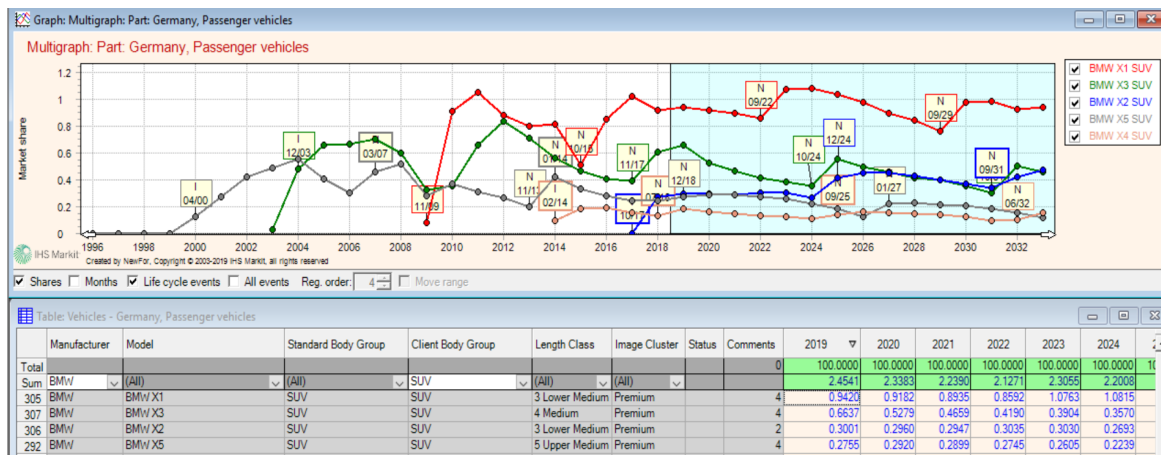 Graph: Multigraph: Part: Germany, Passenger vehicles
Multigraph: Part: Germany, Passenger vehicles
Market share
1.2
1
0.8
0.6
0.4
0.2
0
I 04/00
I 12/03
03/07
11/09
N
N 02/14
N 10/15
N 11/17
N
N 12/18
N 09/22
N 10/24
N 12/24
N 09/25
01/27
N 09/29
N 09/31
N 06/32
1996 1998 2000 2002 2004 2006 2008 2010 2012 2014 2016 2018 2020 2022 2024 2026 2028 2030 2032
BMW X1 SUV
BMW X3 SUV
BMW X2 SUV
BMW X5 SUV
BMW X4 SUV
IHS Markit Created by NewFor, Copyright © 2003-2019 IHS Markit, all rights reserved
Shares Months Life cycle events All events Reg. order: 4 Move range
Table: Vehicles - Germany, Passenger vehicles
Manufacturer Model Standard Body Group Client Body Group Length Class Image Cluster Status Comments 2019 2020 2021 2022 2023 2024
Total 0 100.0000 100.0000 100.0000 100.0000 100.0000 100.0000 10
Sum BMW (All) (All) SUV (All) (All) 2.4541 2.3383 2.2390 2.1271 2.3055 2.2008
305 BMW BMW X1 SUV SUV 3 Lower Medium Premium 4 0.9420 0.9182 0.8935 0.8592 1.0763 1.0815
307 BMW BMW X3 SUV SUV 4 Medium Premium 4 0.6637 0.5279 0.4659 0.4190 0.3904 0.3570
306 BMW BMW X2 SUV SUV 3 Lower Medium Premium 2 0.3001 0.2960 0.2947 0.3035 0.3030 0.2693
292 BMW BMW X5 SUV SUV 5 Upper Medium Premium 4 0.2755 0.2920 0.2899 0.2745 0.2605 0.2239